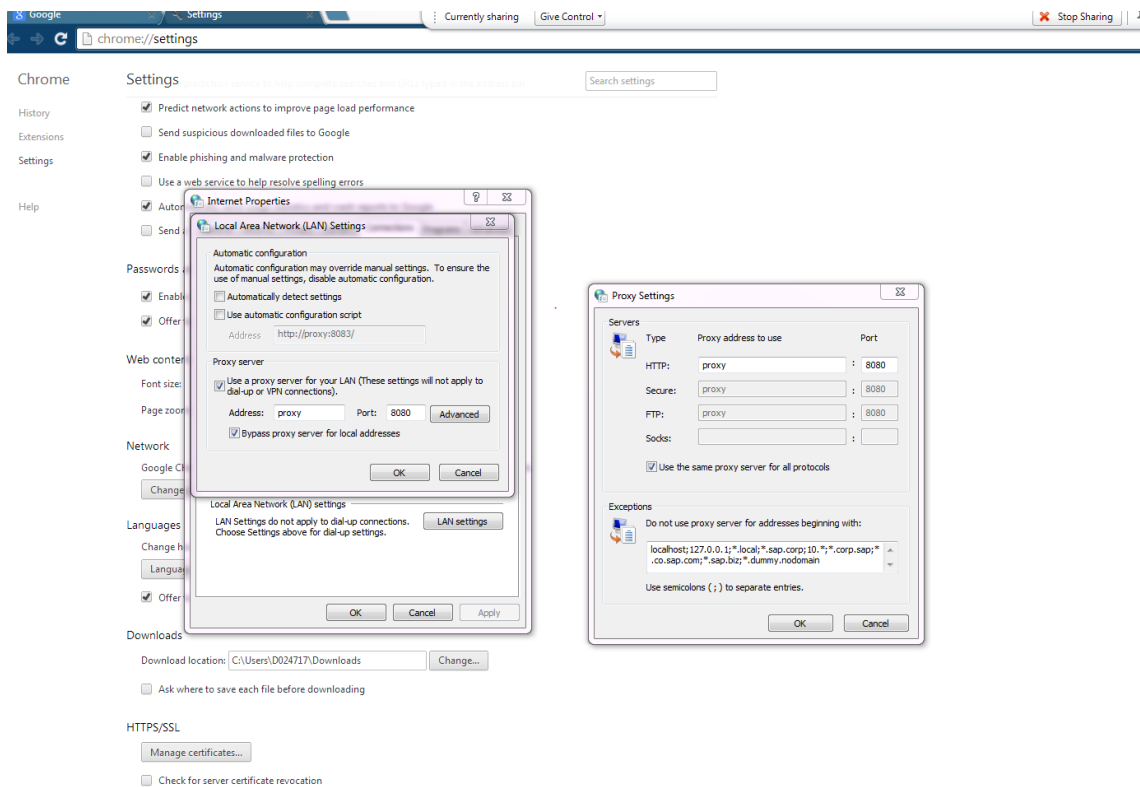 Google
Settings
Currently sharing
Give Control
Stop Sharing
chrome://settings
Chrome
History
Extensions
Settings
Help
Settings
Search settings
Predict network actions to improve page load performance
Send suspicious downloaded files to Google
Enable phishing and malware protection
Use a web service to help resolve spelling errors
Autom
Send
Passwords
Enable
Offer
Web conten
Font size:
Page zoom
Network
Google Ch
Change
Languages
Change h
Languag
Offer
Downloads
Download location: C:\Users\D024717\Downloads
Change...
Ask where to save each file before downloading
HTTPS/SSL
Manage certificates...
Check for server certificate revocation
Internet Properties
Local Area Network (LAN) Settings
Automatic configuration
Automatic configuration may override manual settings. To ensure the
use of manual settings, disable automatic configuration.
Automatically detect settings
Use automatic configuration script
Address http://proxy:8083/
Proxy server
Use a proxy server for your LAN (These settings will not apply to
dial-up or VPN connections).
Address: proxy Port: 8080 Advanced
Bypass proxy server for local addresses
OK Cancel
Local Area Network (LAN) settings
LAN Settings do not apply to dial-up connections.
Choose Settings above for dial-up settings.
LAN settings
OK Cancel Apply
Proxy Settings
Servers
Type Proxy address to use Port
HTTP: proxy : 8080
Secure: proxy : 8080
FTP: proxy : 8080
Socks: :
Use the same proxy server for all protocols
Exceptions
Do not use proxy server for addresses beginning with:
localhost;127.0.0.1;*.local;*.sap.corp;10.*;*.corp.sap;*
.co.sap.com;*.sap.biz;*.dummy.nodomain
Use semicolons ( ; ) to separate entries.
OK Cancel